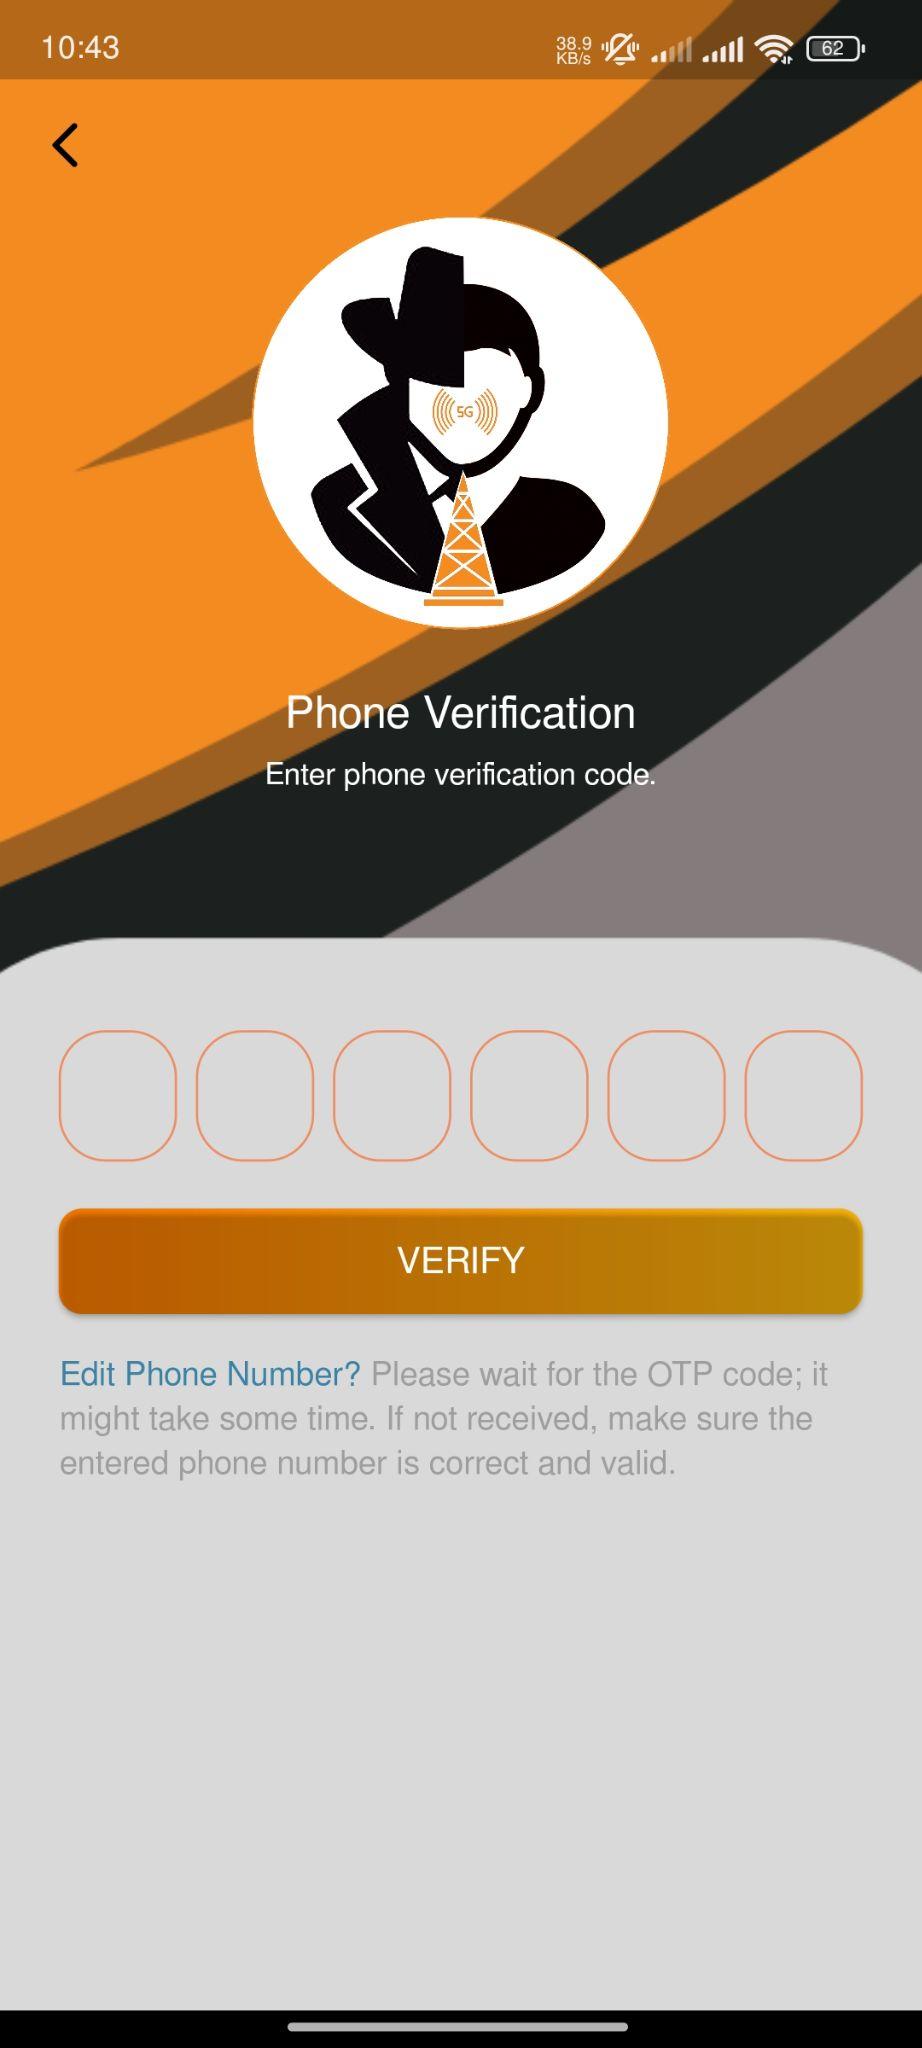 10:43
38.9
KB/s
62
5G
Phone Verification
Enter phone verification code.
VERIFY
Edit Phone Number? Please wait for the OTP code; it
might take some time. If not received, make sure the
entered phone number is correct and valid.